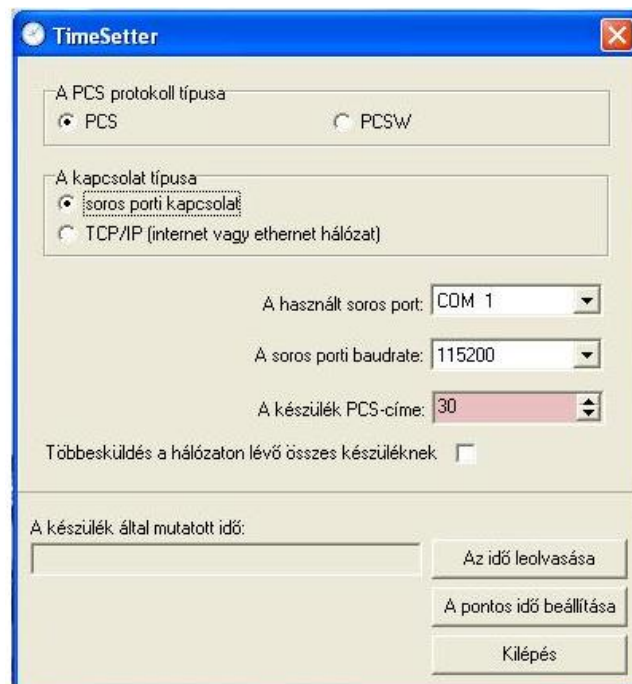 TimeSetter
A PCS protokoll típusa
PCS PCSW
A kapcsolat típusa
soros porti kapcsolat
TCP/IP (internet vagy ethernet hálózat)
A használt soros port: COM 1
A soros porti baudrate: 115200
A készülék PCS-címe: 30
Többesküldés a hálózaton lévő összes készüléknek
A készülék által mutatott idő:
Az idő leolvasása
A pontos idő beállítása
Kilépés